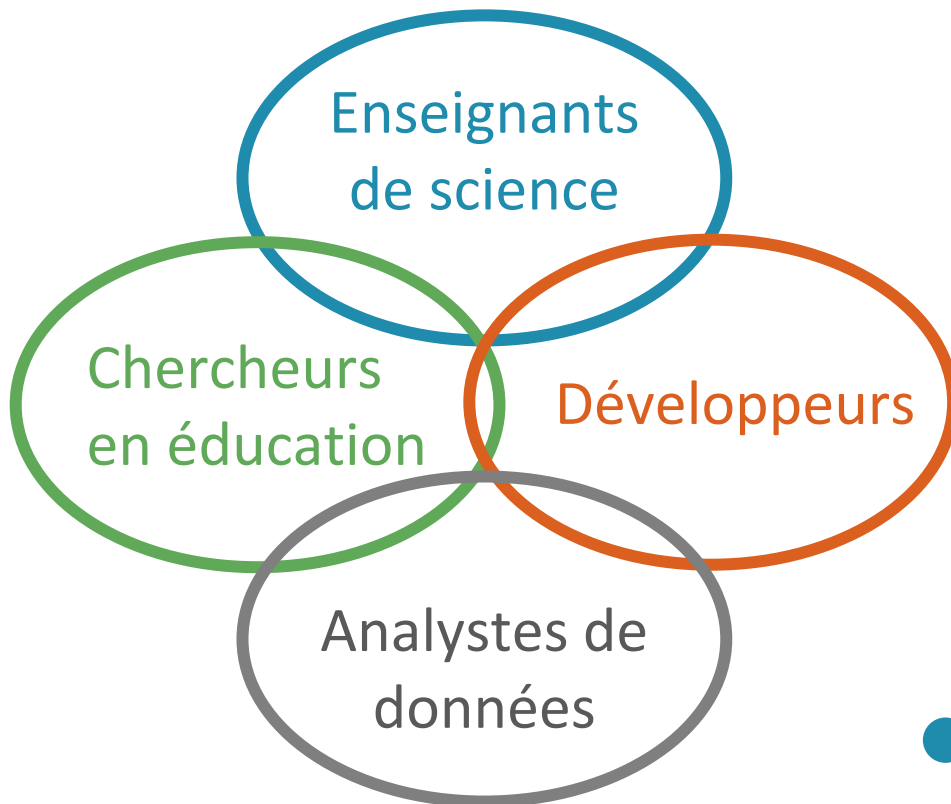 Enseignants
de science
Chercheurs
en éducation
Développeurs
Analystes de
données